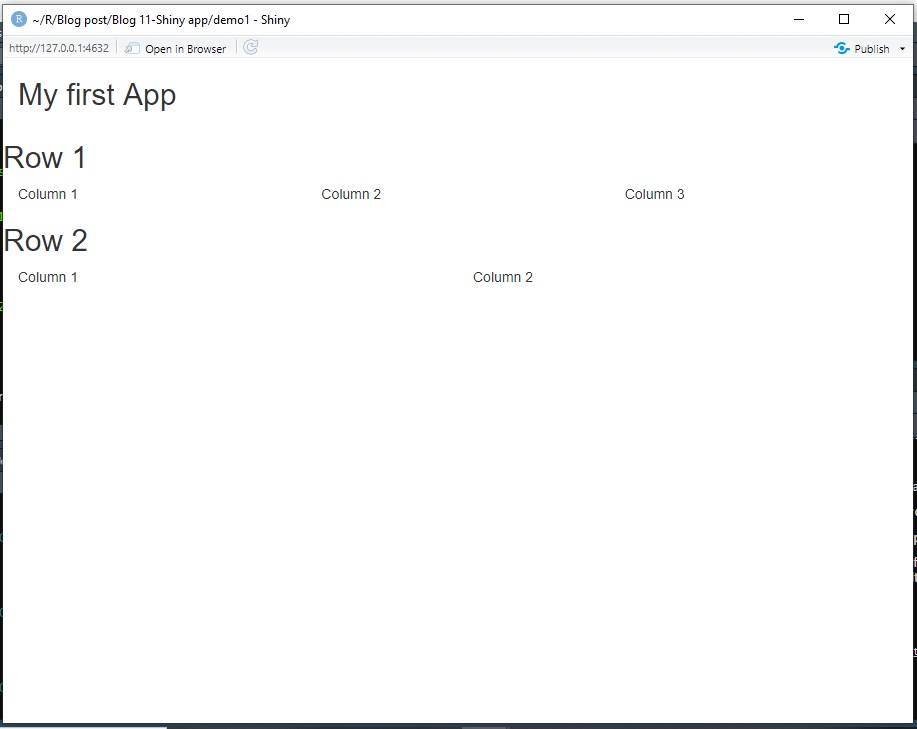 ~/R/Blog post/Blog 11-Shiny app/demo1 - Shiny
http://127.0.0.1:4632 Open in Browser Publish
My first App
Row 1
Column 1 Column 2 Column 3
Row 2
Column 1 Column 2